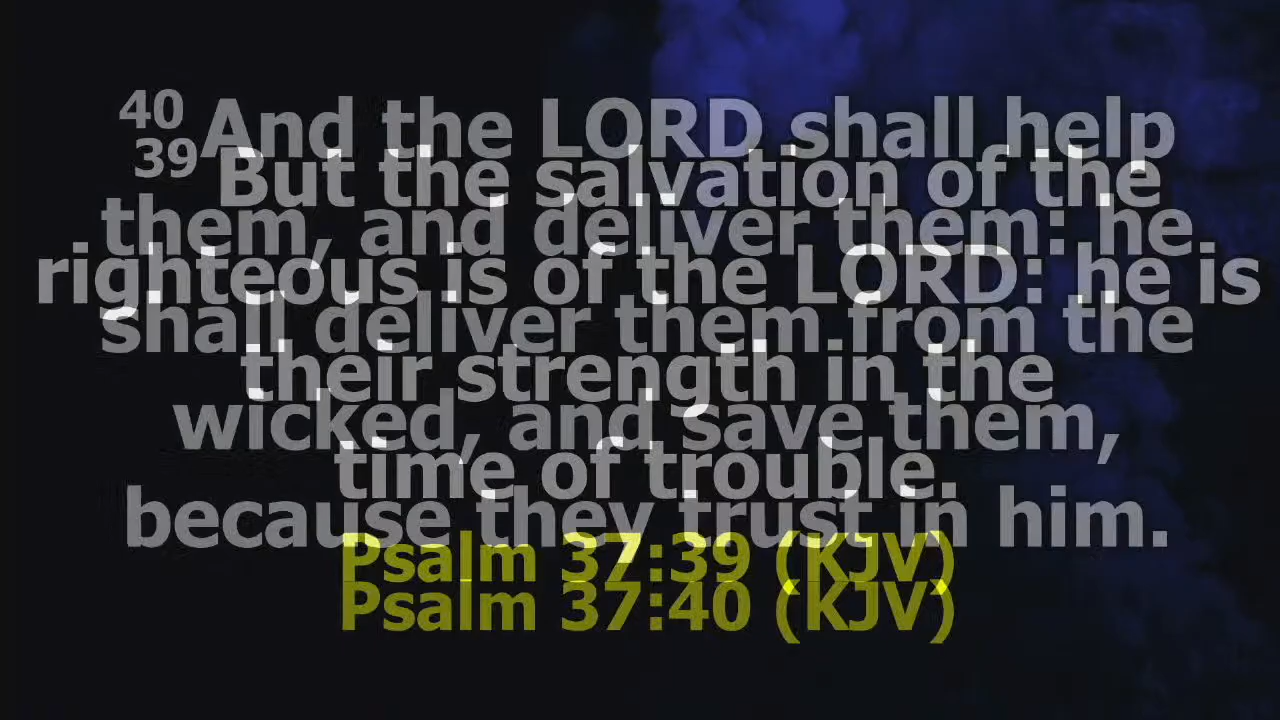 40 And the LORD shall help
39 But the salvation of the
them, and deliver them: he
righteous is of the LORD: he is
shall deliver them from the
their strength in the
wicked, and save them,
time of trouble.
because they trust in him.
Psalm 37:39 (KJV)
Psalm 37:40 (KJV)